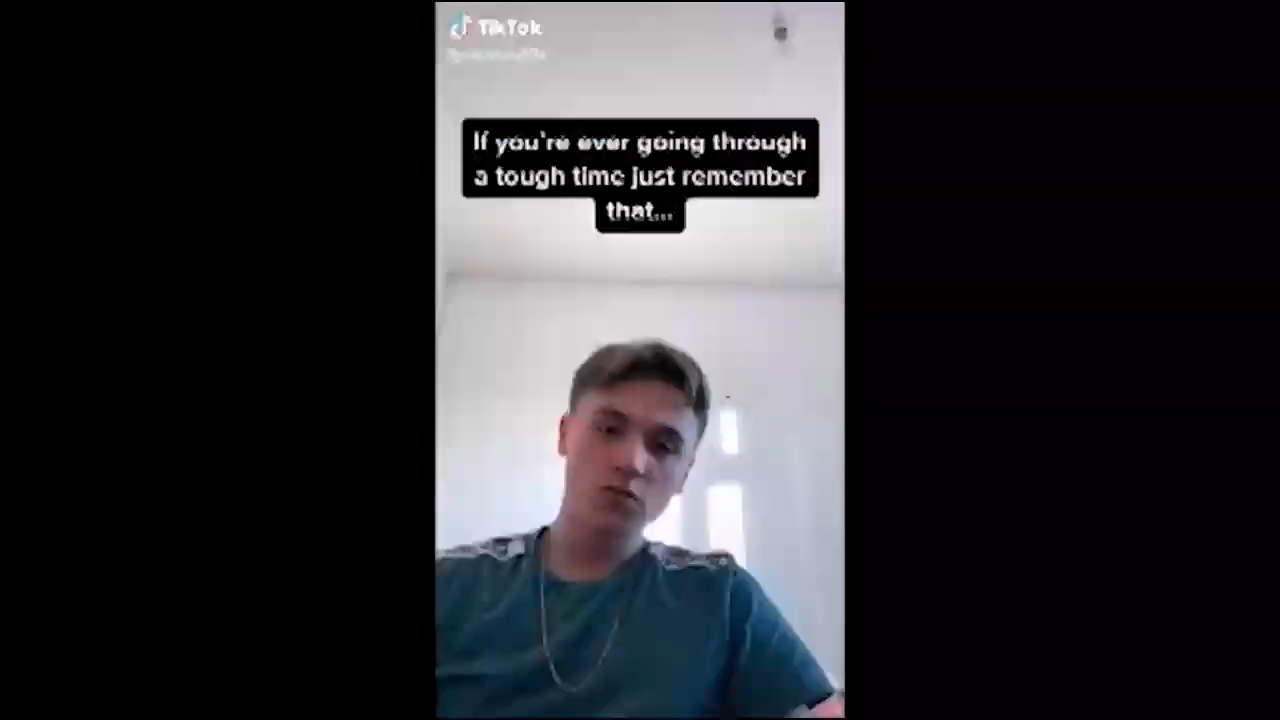 TikTok
If you're ever going through
a tough time just remember
that...